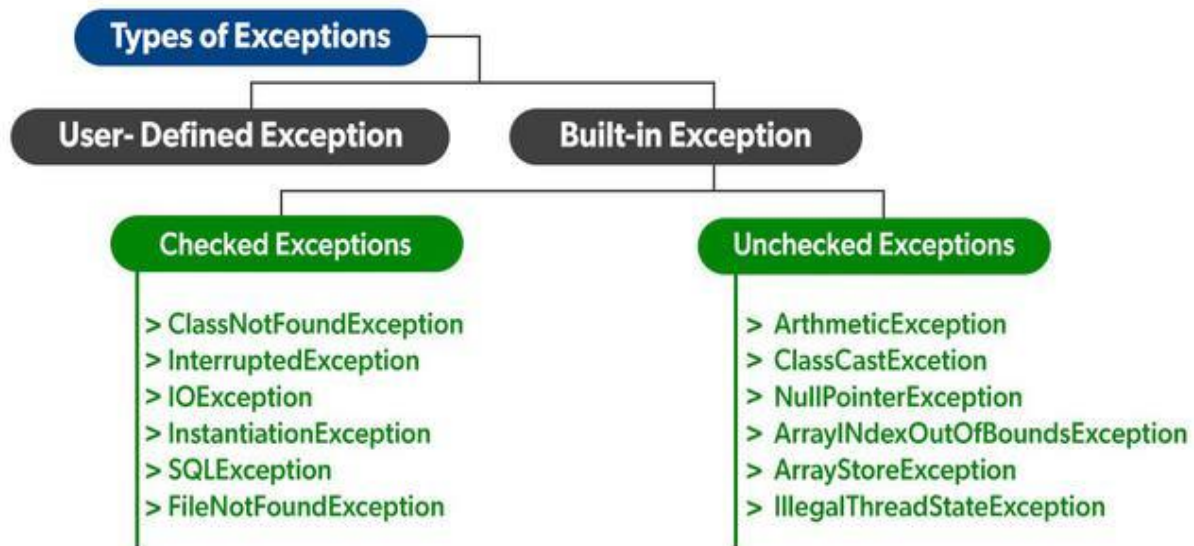 Types of Exceptions
User- Defined Exception
Built-in Exception
Checked Exceptions
> ClassNotFoundException
> InterruptedException
> IOException
> InstantiationException
> SQLException
> FileNotFoundException
Unchecked Exceptions
> ArthmeticException
> ClassCastExcetion
> NullPointerException
> ArrayINdexOutOfBoundsException
> ArrayStoreException
> IllegalThreadStateException